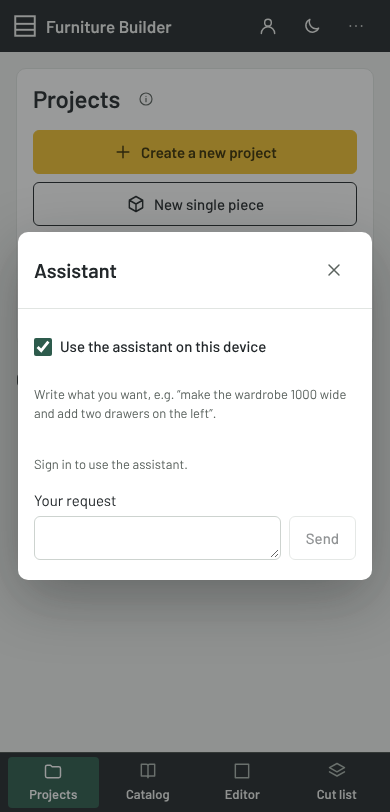 Furniture Builder
Projects
Create a new project
New single piece
Assistant
Use the assistant on this device
Write what you want, e.g. “make the wardrobe 1000 wide
and add two drawers on the left”.
Sign in to use the assistant.
Your request
Send
Projects
Catalog
Editor
Cut list